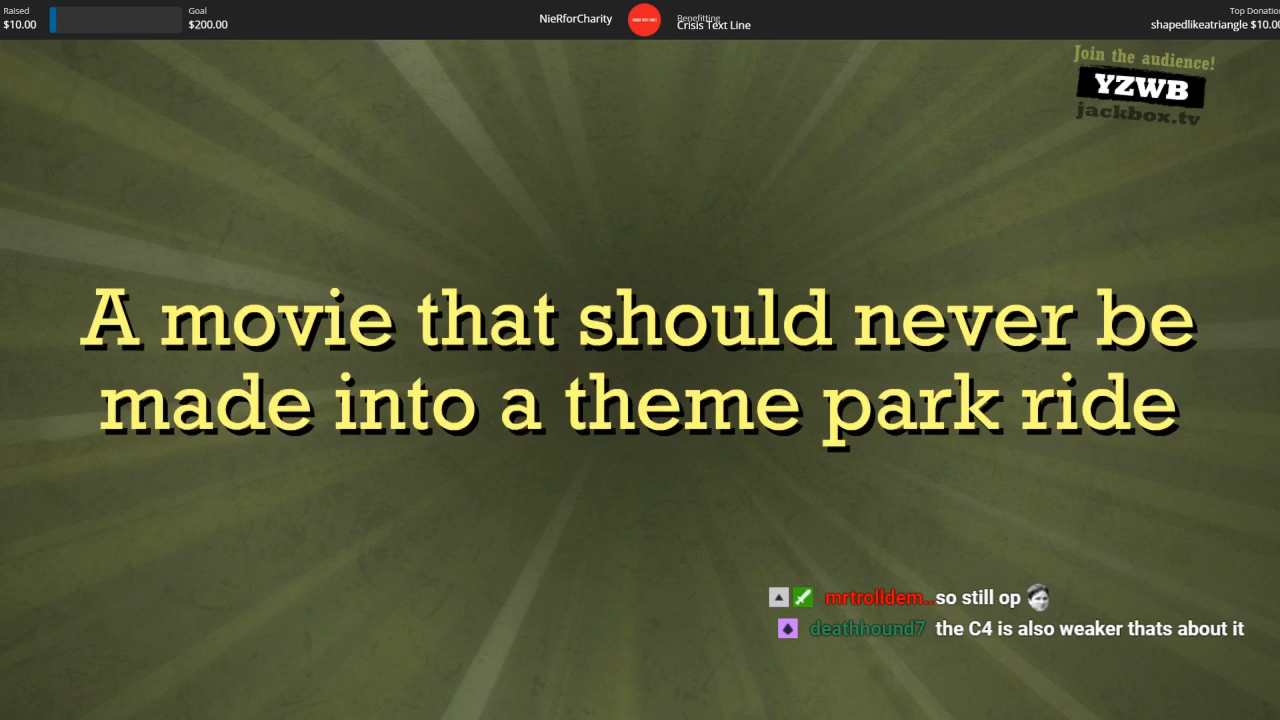 Raised
$10.00
Goal
$200.00
NieRforCharity
Benefitting
Crisis Text Line
Top Donation
shapedlikeatriangle $10.00
Join the audience!
YZWB
jackbox.tv
A movie that should never be
made into a theme park ride
mrtrolldem... so still op
deathhound7 the C4 is also weaker thats about it